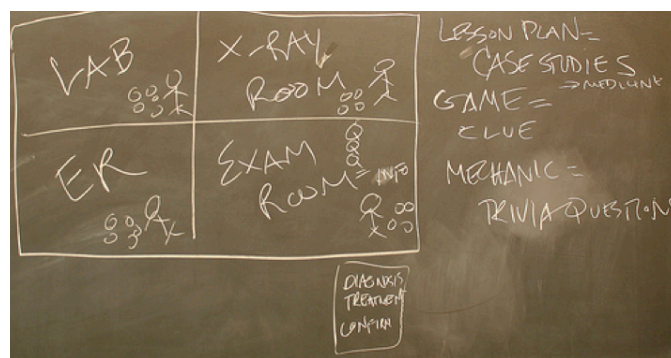 LAB
X-RAY
ROOM
ER
EXAM
ROOM = INFO
LESSON PLAN =
CASE STUDIES
→ MEDICINE
GAME =
CLUE
MECHANIC =
TRIVIA QUESTION
DIAGNOSIS
TREATMENT
CONFIRM